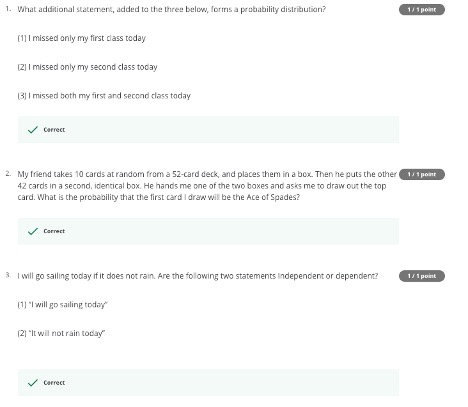 1. What additional statement, added to the three below, forms a probability distribution?
1 / 1 point
(1) I missed only my first class today
(2) I missed only my second class today
(3) I missed both my first and second class today
Correct
2. My friend takes 10 cards at random from a 52-card deck, and places them in a box. Then he puts the other
1 / 1 point
42 cards in a second, identical box. He hands me one of the two boxes and asks me to draw out the top
card. What is the probability that the first card I draw will be the Ace of Spades?
Correct
3. I will go sailing today if it does not rain. Are the following two statements Independent or dependent?
1 / 1 point
(1) "I will go sailing today"
(2) "It will not rain today"
Correct